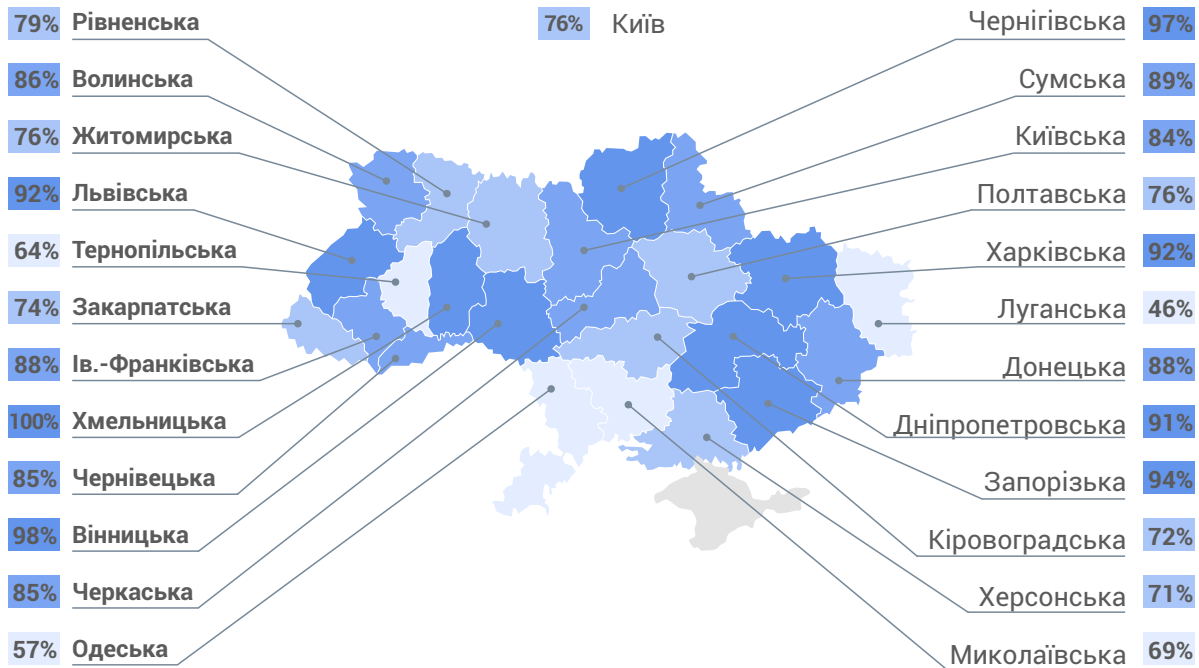 79% Рівненська
86% Волинська
76% Житомирська
92% Львівська
64% Тернопільська
74% Закарпатська
88% Ів.-Франківська
100% Хмельницька
85% Чернівецька
98% Вінницька
85% Черкаська
57% Одеська
76% Київ
Чернігівська 97%
Сумська 89%
Київська 84%
Полтавська 76%
Харківська 92%
Луганська 46%
Донецька 88%
Дніпропетровська 91%
Запорізька 94%
Кіровоградська 72%
Херсонська 71%
Миколаївська 69%